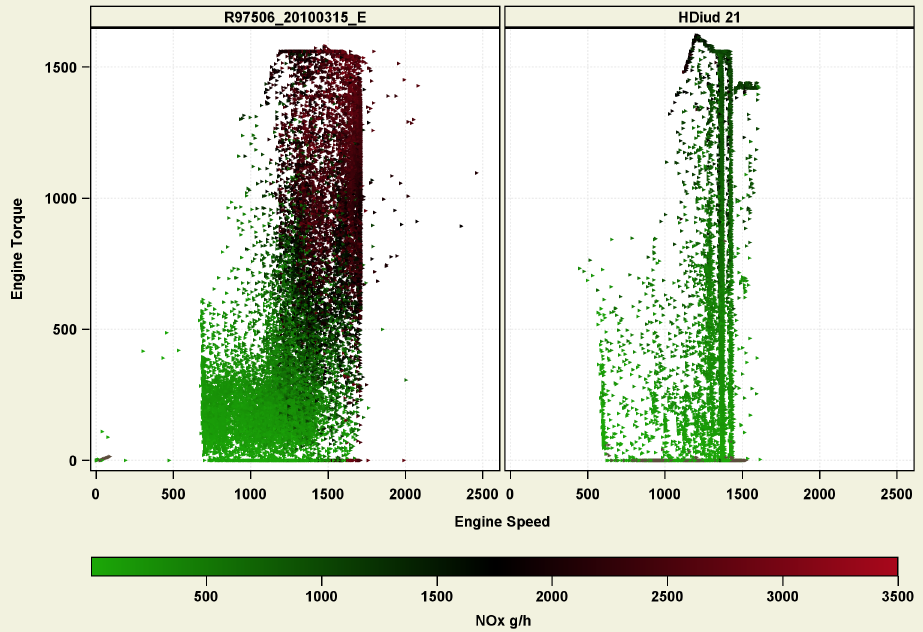 R97506_20100315_E
HDiud 21
Engine Torque
1500
1000
500
0
0 500 1000 1500 2000 2500 0 500 1000 1500 2000 2500
Engine Speed
500 1000 1500 2000 2500 3000 3500
NOx g/h